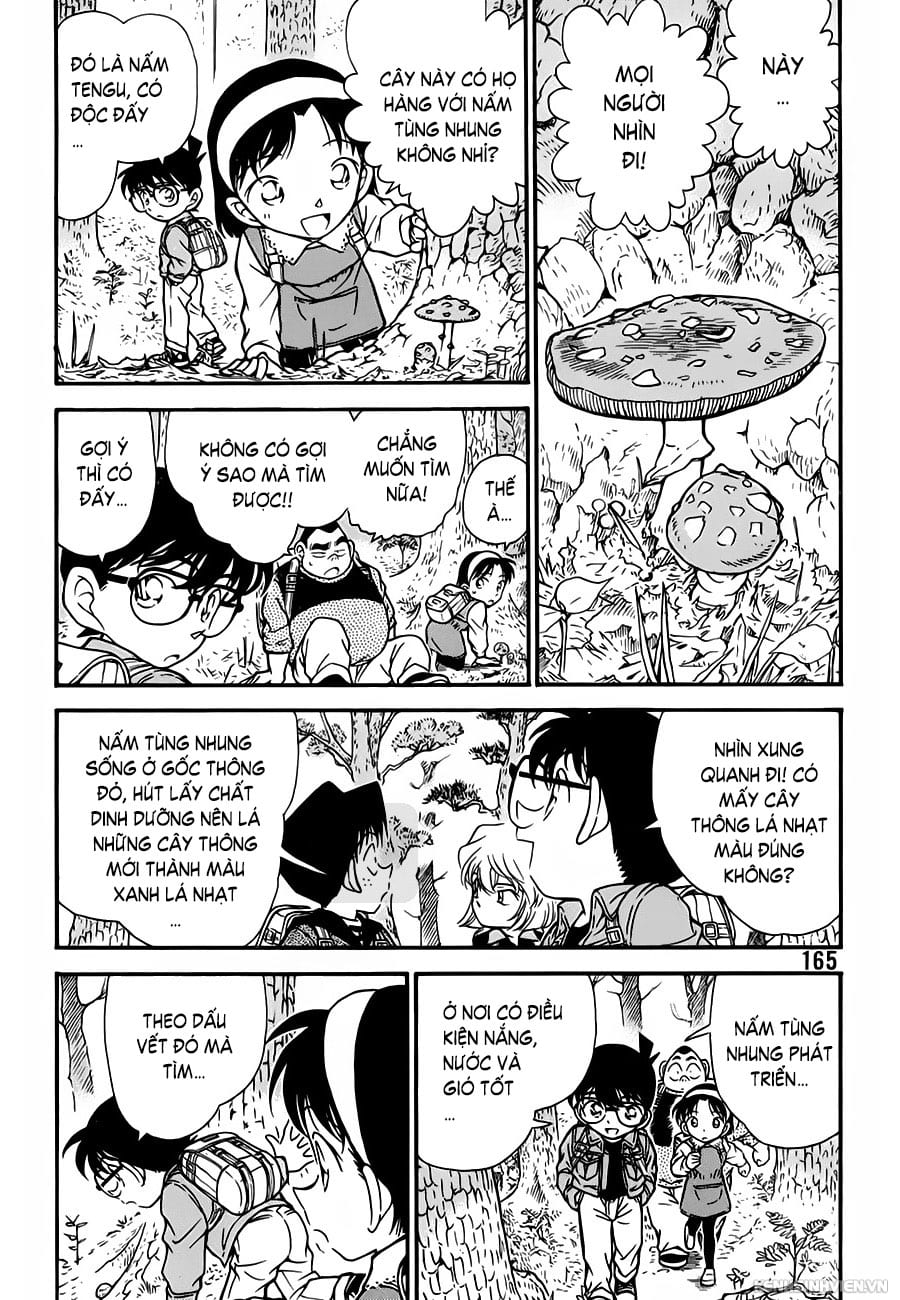 NÀY
...
MỌI
NGƯỜI
NHÌN
ĐI!
CÂY NÀY CÓ HỌ
HÀNG VỚI NẤM
TÙNG NHUNG
KHÔNG NHỈ?
ĐÓ LÀ NẤM
TENGU, CÓ
ĐỘC ĐẤY
...
THẾ
À...
CHẲNG
MUỐN TÌM
NỮA!
KHÔNG CÓ GỢI
Ý SAO MÀ TÌM
ĐƯỢC!!
GỢI Ý
THÌ CÓ
ĐẤY...
NHÌN XUNG
QUANH ĐI! CÓ
MẤY CÂY
THÔNG LÁ NHẠT
MÀU ĐÚNG
KHÔNG?
NẤM TÙNG NHUNG
SỐNG Ở GỐC THÔNG
ĐÓ, HÚT LẤY CHẤT
DINH DƯỠNG NÊN LÁ
NHỮNG CÂY THÔNG
MỚI THÀNH MÀU
XANH LÁ NHẠT
...
165
NẤM TÙNG
NHUNG PHÁT
TRIỂN...
Ở NƠI CÓ ĐIỀU
KIỆN NẮNG,
NƯỚC VÀ
GIÓ TỐT
...
THEO DẤU
VẾT ĐÓ MÀ
TÌM...